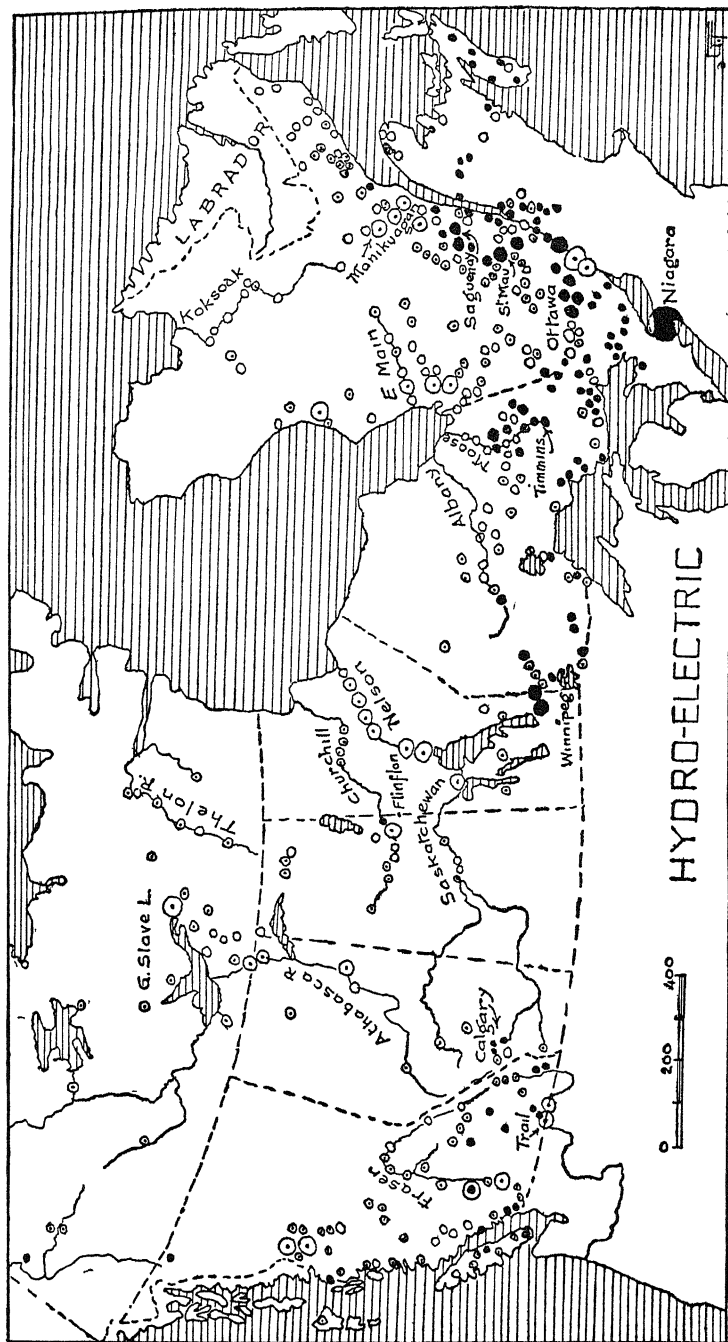 LABRADOR
Koksoak
Manikuagan
E Main
Saguenay
St Mau
Ottawa
Niagara
Moose
Timmins
Albany
Nelson
Churchill
Flinflon
Winnipeg
Saskatchewan
Thelon R.
G. Slave L.
Athabasca R
Calgary
Trail
Fraser
HYDRO-ELECTRIC
0 200 400